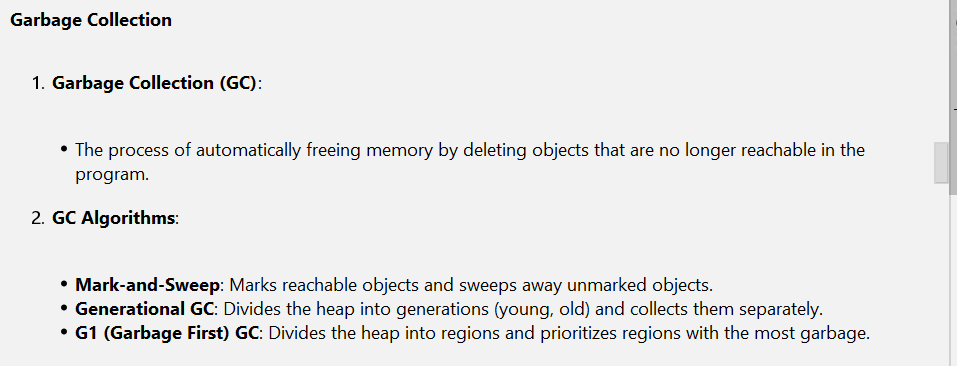 Garbage Collection
1. Garbage Collection (GC):
• The process of automatically freeing memory by deleting objects that are no longer reachable in the
program.
2. GC Algorithms:
• Mark-and-Sweep: Marks reachable objects and sweeps away unmarked objects.
• Generational GC: Divides the heap into generations (young, old) and collects them separately.
• G1 (Garbage First) GC: Divides the heap into regions and prioritizes regions with the most garbage.